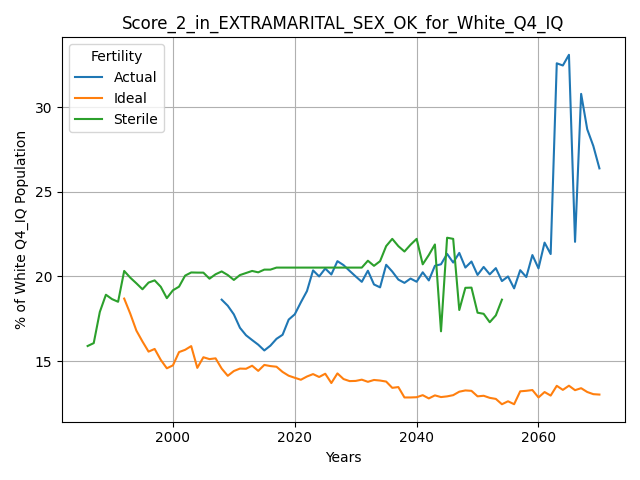 Score_2_in_EXTRAMARITAL_SEX_OK_for_White_Q4_IQ
Fertility
Actual
Ideal
Sterile
% of White Q4_IQ Population
30
25
20
15
2000 2020 2040 2060
Years